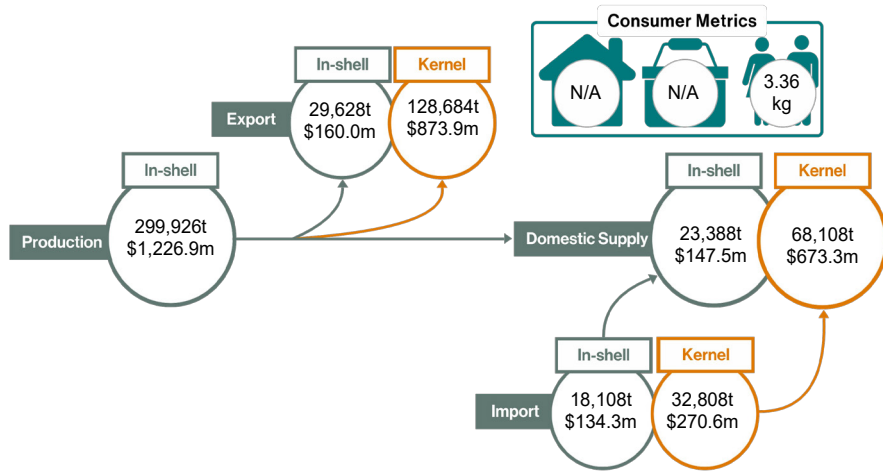 Consumer Metrics
N/A
N/A
3.36
kg
In-shell
Kernel
Export
29,628t
$160.0m
128,684t
$873.9m
In-shell
Production
299,926t
$1,226.9m
In-shell
Kernel
Domestic Supply
23,388t
$147.5m
68,108t
$673.3m
In-shell
Kernel
Import
18,108t
$134.3m
32,808t
$270.6m